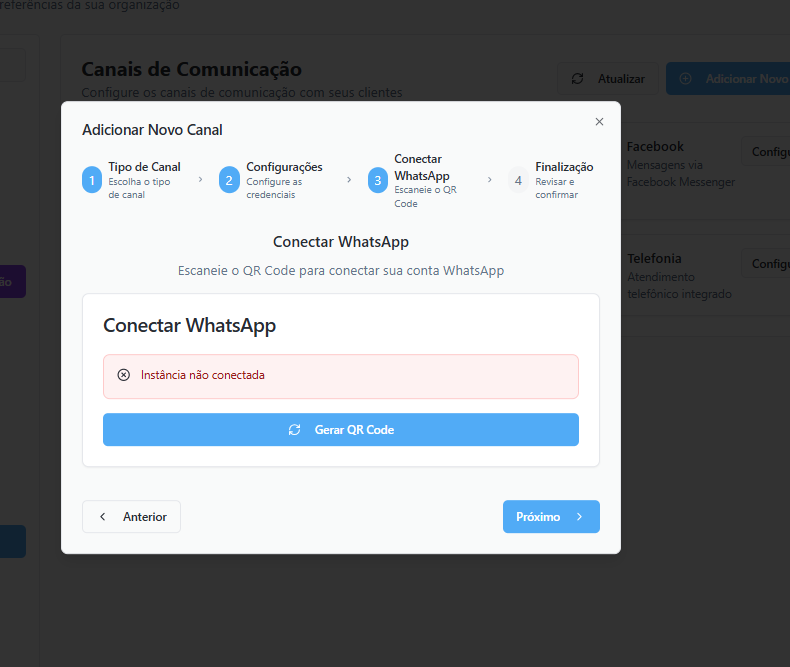 referências da sua organização
Canais de Comunicação
Configure os canais de comunicação com seus clientes
Atualizar
Adicionar Novo
Adicionar Novo Canal
1
Tipo de Canal
Escolha o tipo
de canal
2
Configurações
Configure as
credenciais
3
Conectar
WhatsApp
Escaneie o QR
Code
4
Finalização
Revisar e
confirmar
Conectar WhatsApp
Escaneie o QR Code para conectar sua conta WhatsApp
Conectar WhatsApp
Instância não conectada
Gerar QR Code
Anterior
Próximo
Facebook
Mensagens via
Facebook Messenger
Configu
Telefonia
Atendimento
telefônico integrado
Configu
ão